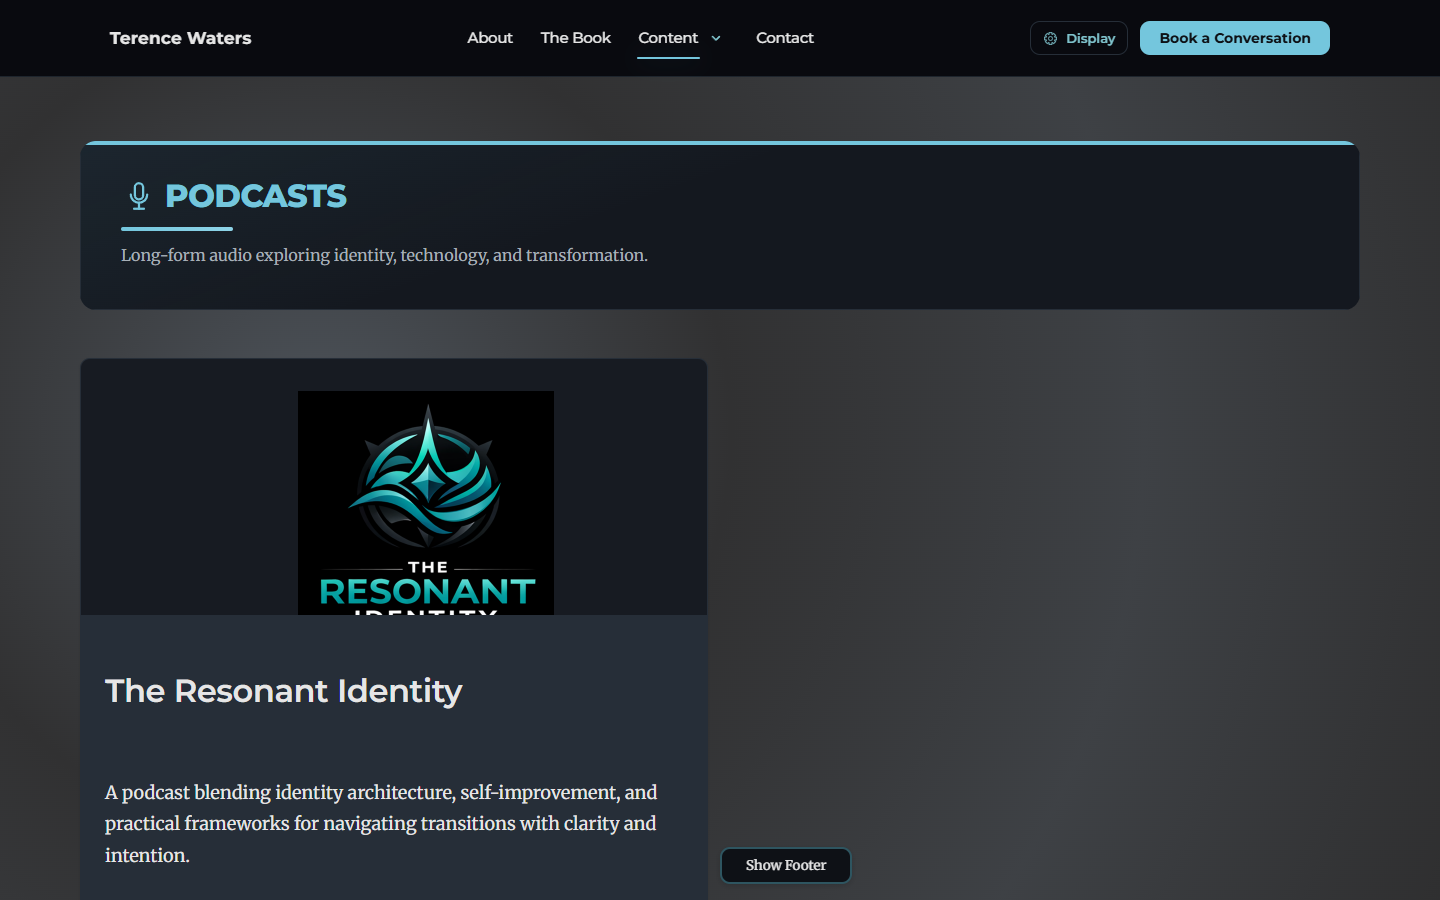 Terence Waters
About
The Book
Content
Contact
Display
Book a Conversation
PODCASTS
Long-form audio exploring identity, technology, and transformation.
THE
RESONANT
IDENTITY
The Resonant Identity
A podcast blending identity architecture, self-improvement, and
practical frameworks for navigating transitions with clarity and
intention.
Show Footer